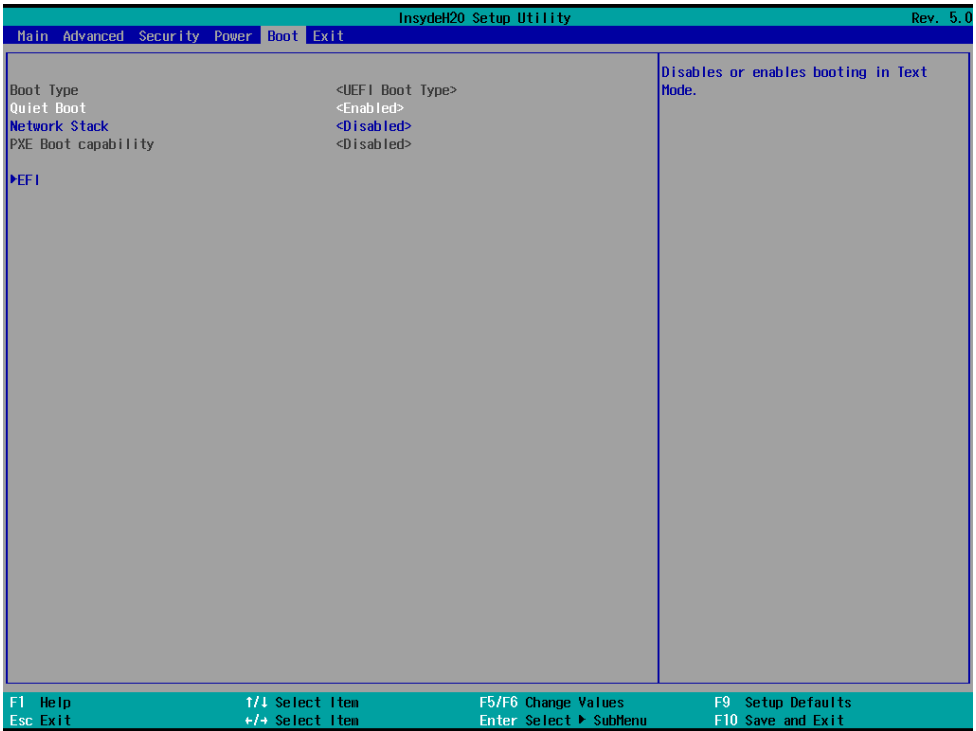 InsydeH20 Setup Utility Rev. 5.0
Main Advanced Security Power Boot Exit
Boot Type <UEFI Boot Type>
Quiet Boot <Enabled>
Network Stack <Disabled>
PXE Boot capability <Disabled>
▶EFI
Disables or enables booting in Text
Mode.
F1 Help ↑/↓ Select Item F5/F6 Change Values F9 Setup Defaults
Esc Exit ←/→ Select Item Enter Select ▶ SubMenu F10 Save and Exit